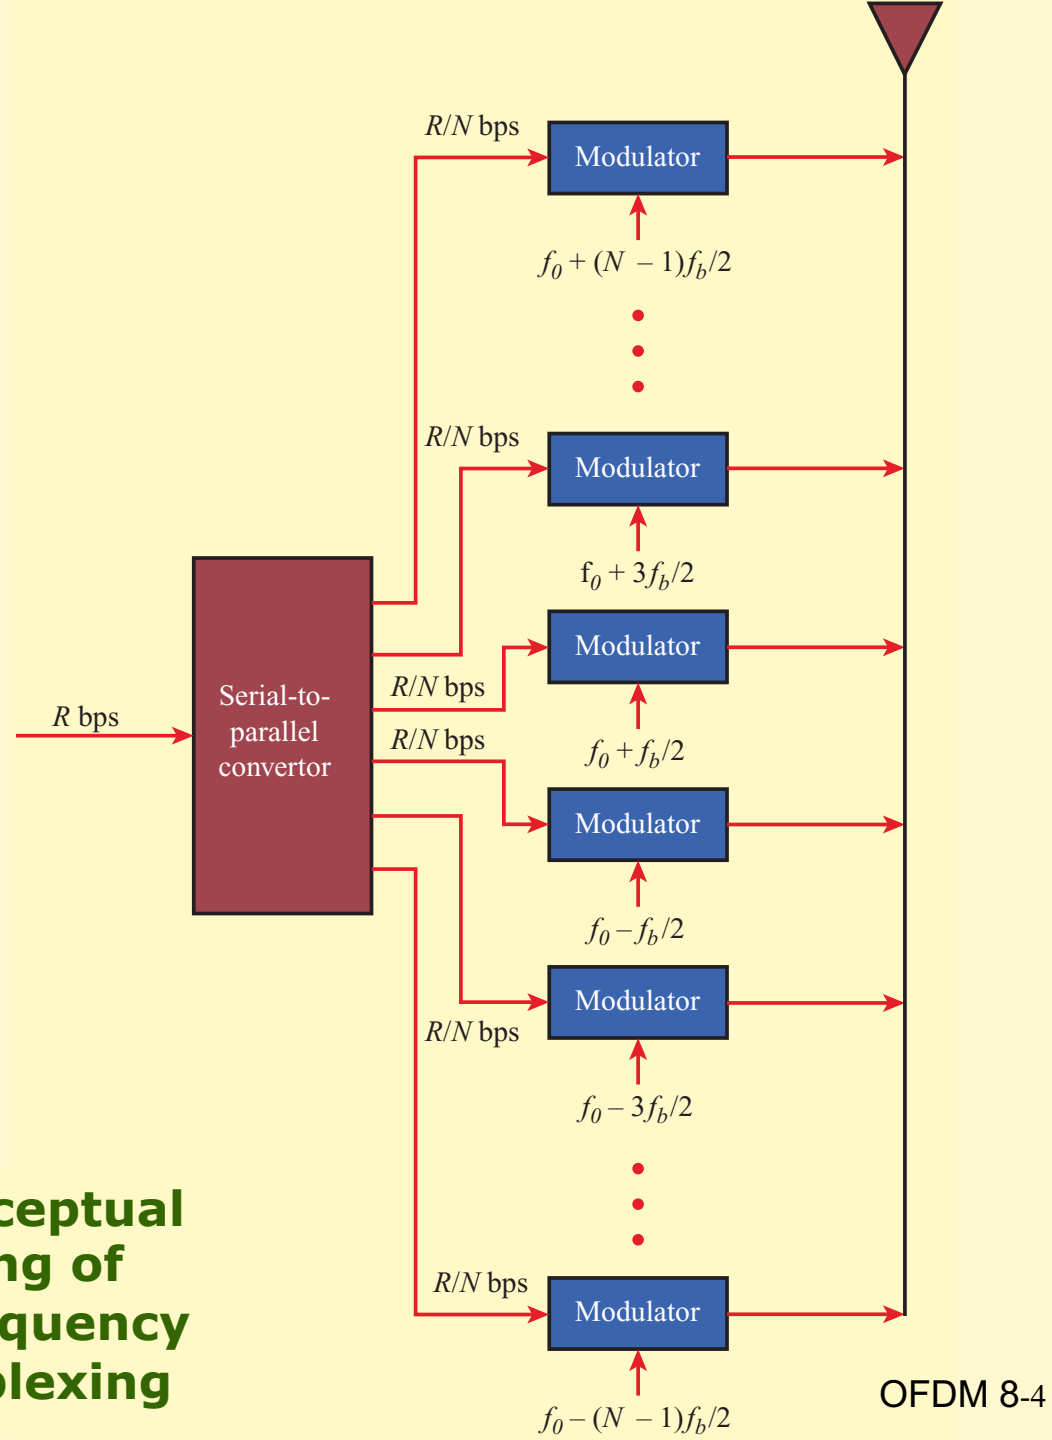 R/N bps
Modulator
f0 + (N – 1)fb/2
R/N bps
Modulator
f0 + 3fb/2
Modulator
R/N bps
Serial-to-
parallel
convertor
R bps
R/N bps
f0 + fb/2
Modulator
f0 – fb/2
Modulator
R/N bps
f0 – 3fb/2
ceptual
ng of
quency
plexing
R/N bps
Modulator
f0 – (N – 1)fb/2
OFDM 8-4